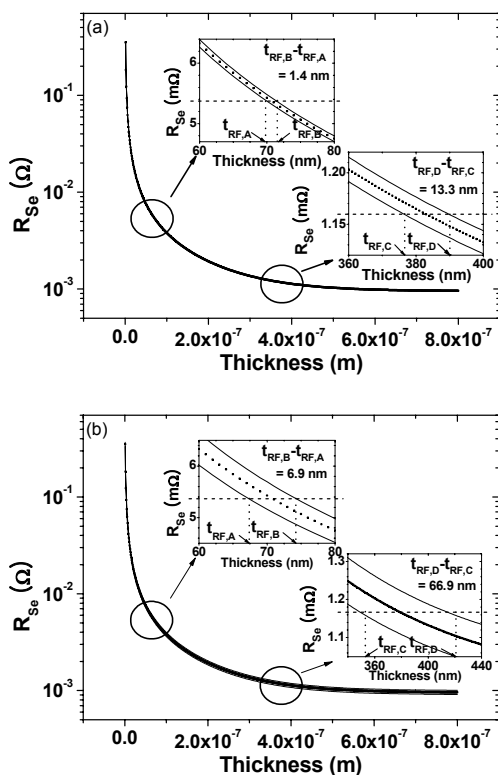 (a)
t_RF,B-t_RF,A
= 1.4 nm
R_Se (mΩ)
6
5
t_RF,A t_RF,B
60 70 80
Thickness (nm)
t_RF,D-t_RF,C
= 13.3 nm
R_Se (mΩ)
1.20
1.15
t_RF,C t_RF,D
360 380 400
Thickness (nm)
R_Se (Ω)
10^-1
10^-2
10^-3
0.0 2.0x10^-7 4.0x10^-7 6.0x10^-7 8.0x10^-7
Thickness (m)
(b)
t_RF,B-t_RF,A
= 6.9 nm
R_Se (mΩ)
6
5
t_RF,A t_RF,B
60 70 80
Thickness (nm)
t_RF,D-t_RF,C
= 66.9 nm
R_Se (mΩ)
1.3
1.2
1.1
t_RF,C t_RF,D
360 400 440
Thickness (nm)
R_Se (Ω)
10^-1
10^-2
10^-3
0.0 2.0x10^-7 4.0x10^-7 6.0x10^-7 8.0x10^-7
Thickness (m)